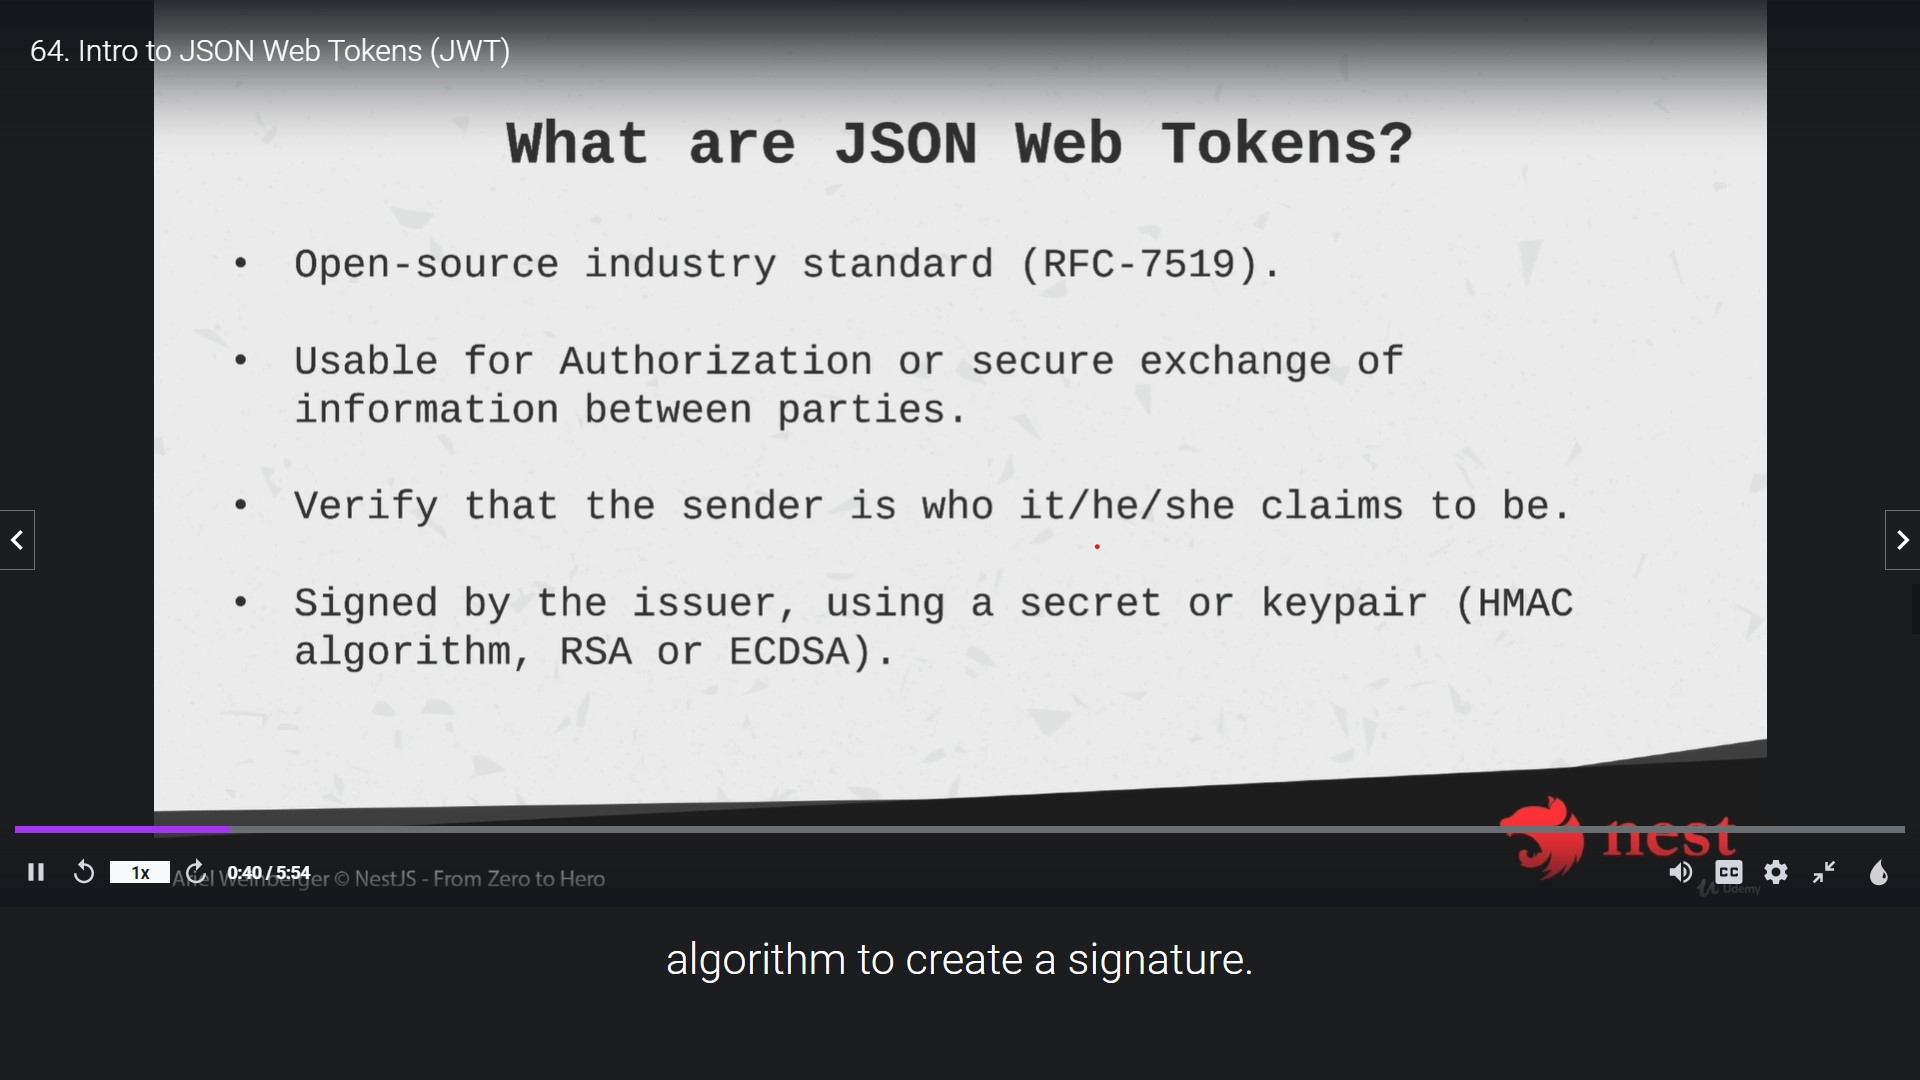 64. Intro to JSON Web Tokens (JWT)
What are JSON Web Tokens?
• Open-source industry standard (RFC-7519).
• Usable for Authorization or secure exchange of
information between parties.
• Verify that the sender is who it/he/she claims to be.
• Signed by the issuer, using a secret or keypair (HMAC
algorithm, RSA or ECDSA).
nest
1x
0:40 / 5:54
Ariel Weinberger © NestJS - From Zero to Hero
CC
Udemy
algorithm to create a signature.